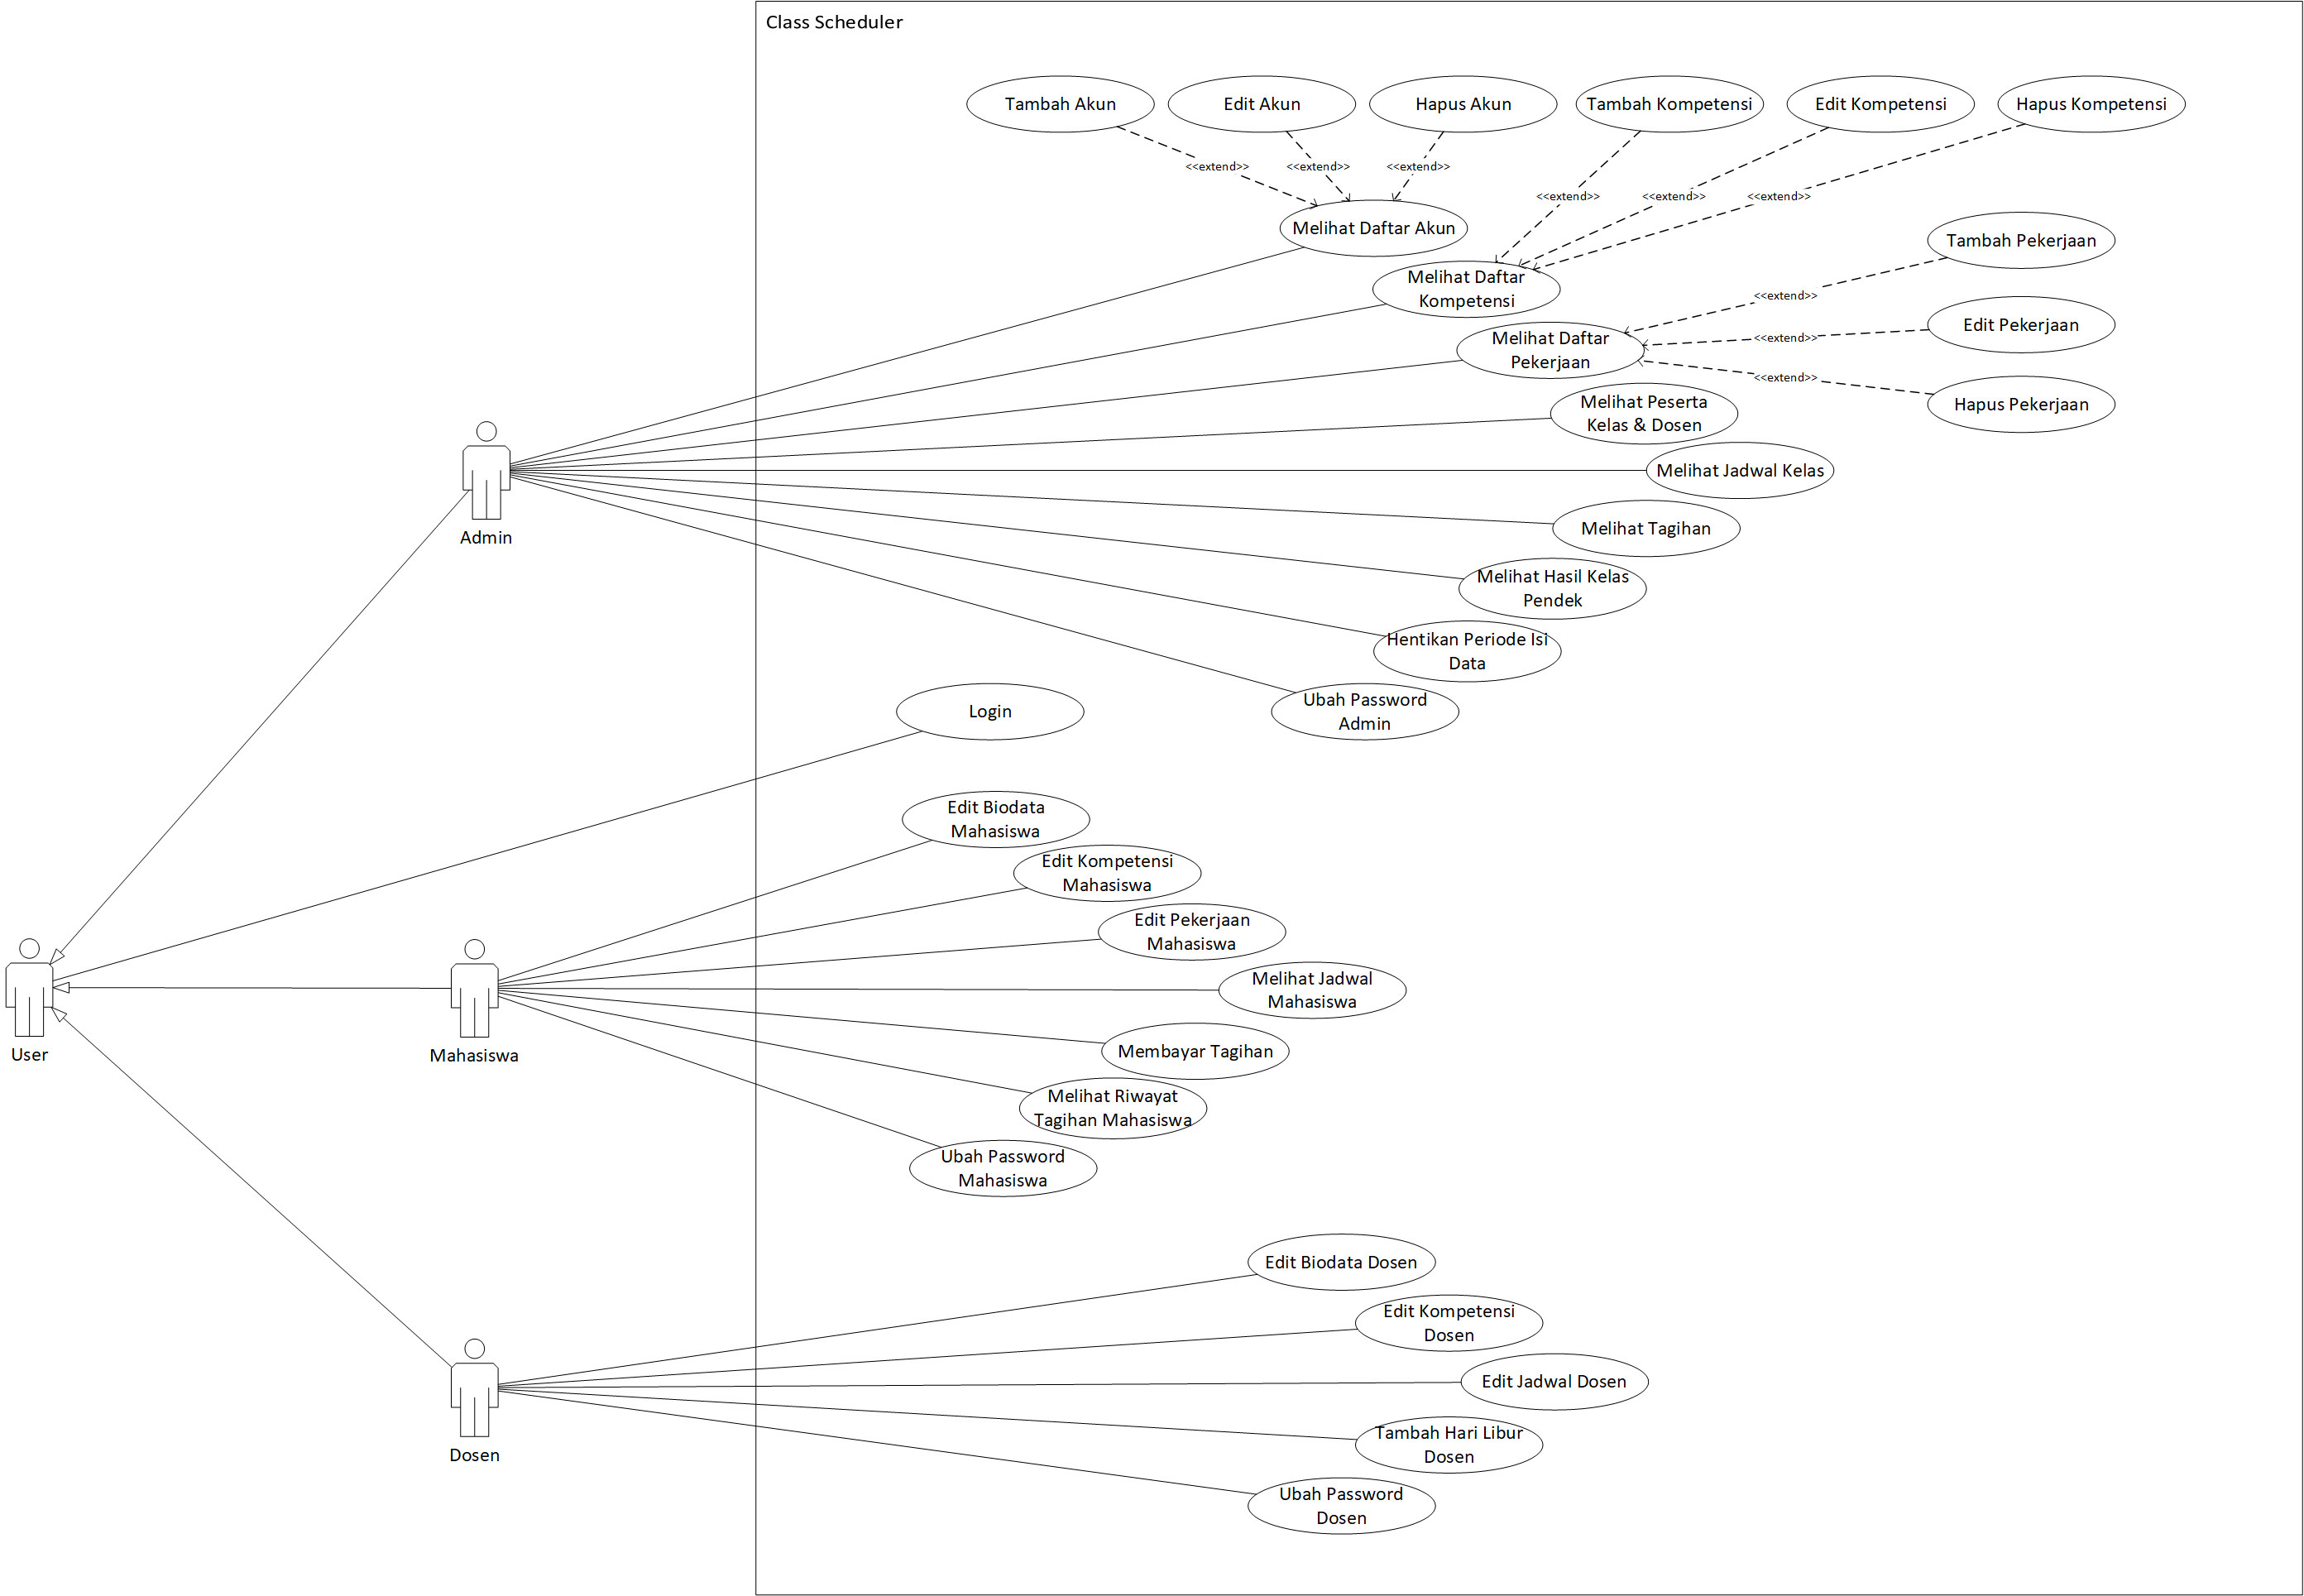 Class Scheduler
Tambah Akun
Edit Akun
Hapus Akun
Tambah Kompetensi
Edit Kompetensi
Hapus Kompetensi
<<extend>>
<<extend>>
<<extend>>
<<extend>>
<<extend>>
<<extend>>
Melihat Daftar Akun
Tambah Pekerjaan
Melihat Daftar
Kompetensi
<<extend>>
Edit Pekerjaan
Melihat Daftar
Pekerjaan
<<extend>>
<<extend>>
Hapus Pekerjaan
Melihat Peserta
Kelas & Dosen
Melihat Jadwal Kelas
Admin
Melihat Tagihan
Melihat Hasil Kelas
Pendek
Hentikan Periode Isi
Data
Ubah Password
Admin
Login
Edit Biodata
Mahasiswa
Edit Kompetensi
Mahasiswa
Edit Pekerjaan
Mahasiswa
Melihat Jadwal
Mahasiswa
User
Mahasiswa
Membayar Tagihan
Melihat Riwayat
Tagihan Mahasiswa
Ubah Password
Mahasiswa
Edit Biodata Dosen
Edit Kompetensi
Dosen
Edit Jadwal Dosen
Tambah Hari Libur
Dosen
Dosen
Ubah Password
Dosen